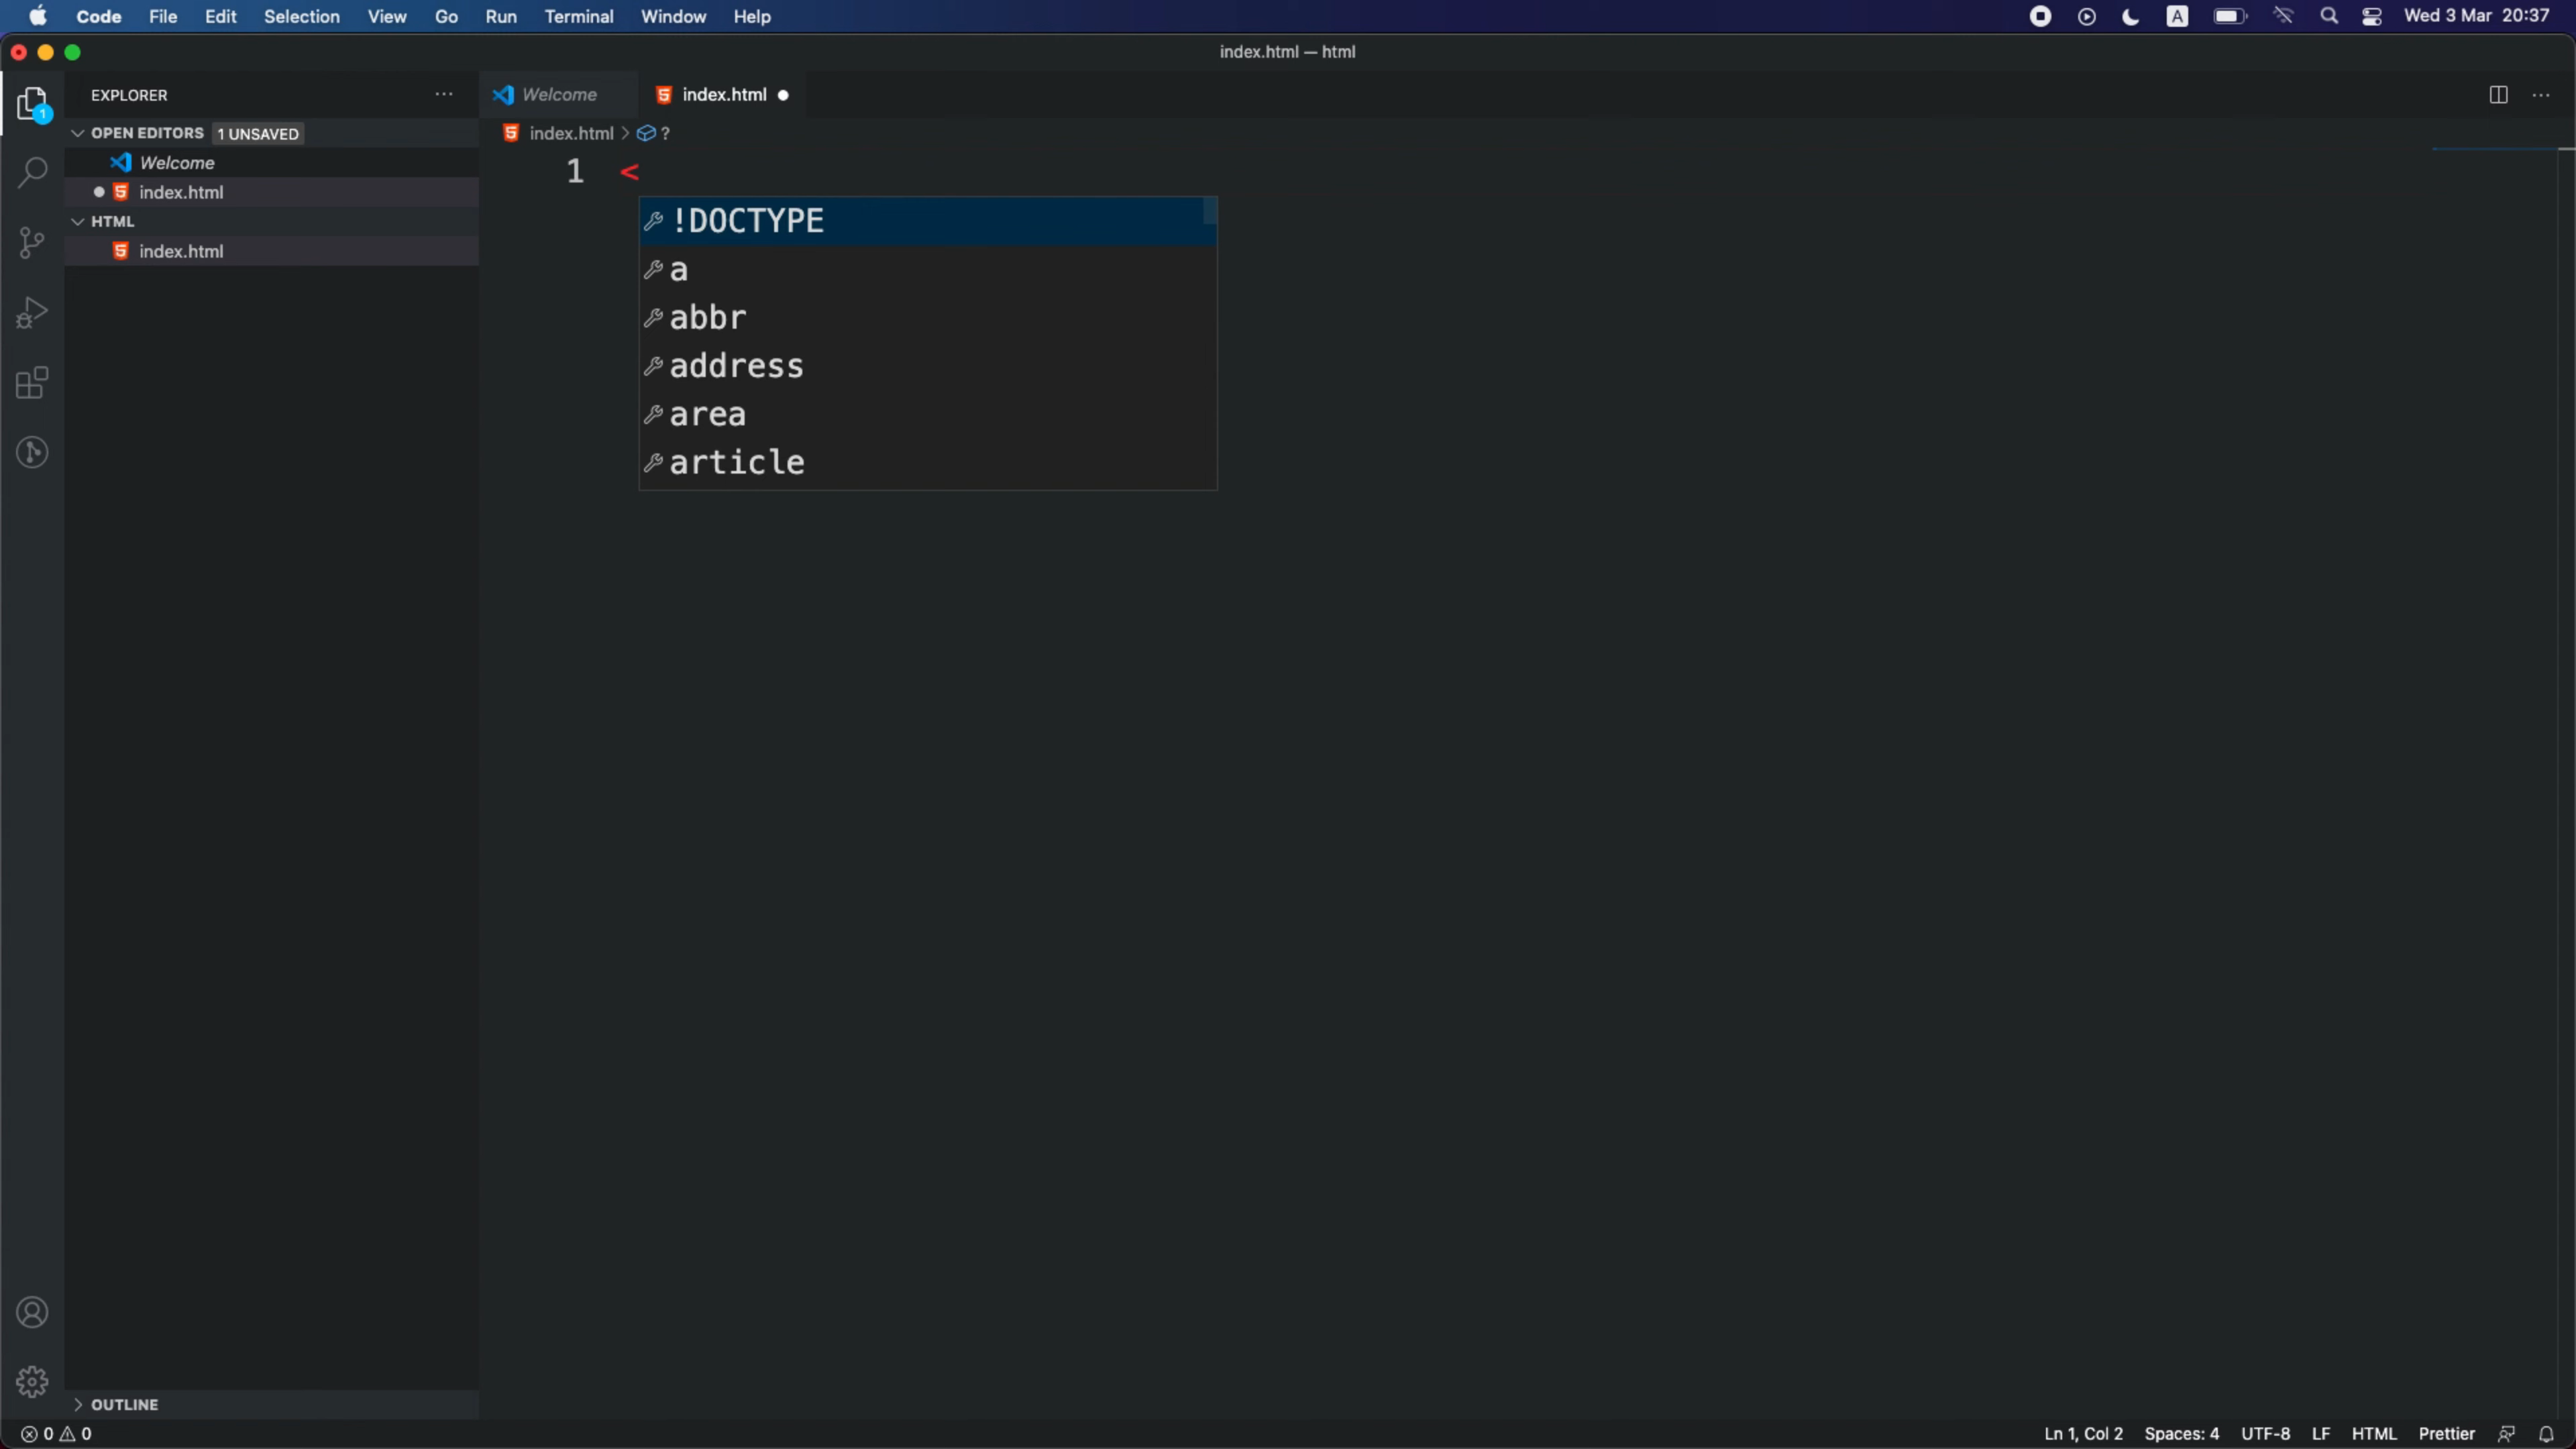 Code File Edit Selection View Go Run Terminal Window Help A Wed 3 Mar 20:37
index.html — html
EXPLORER
Welcome
index.html
1
OPEN EDITORS 1 UNSAVED
index.html > ?
Welcome
index.html
HTML
index.html
1 <
!DOCTYPE
a
abbr
address
area
article
OUTLINE
0 0
Ln 1, Col 2 Spaces: 4 UTF-8 LF HTML Prettier